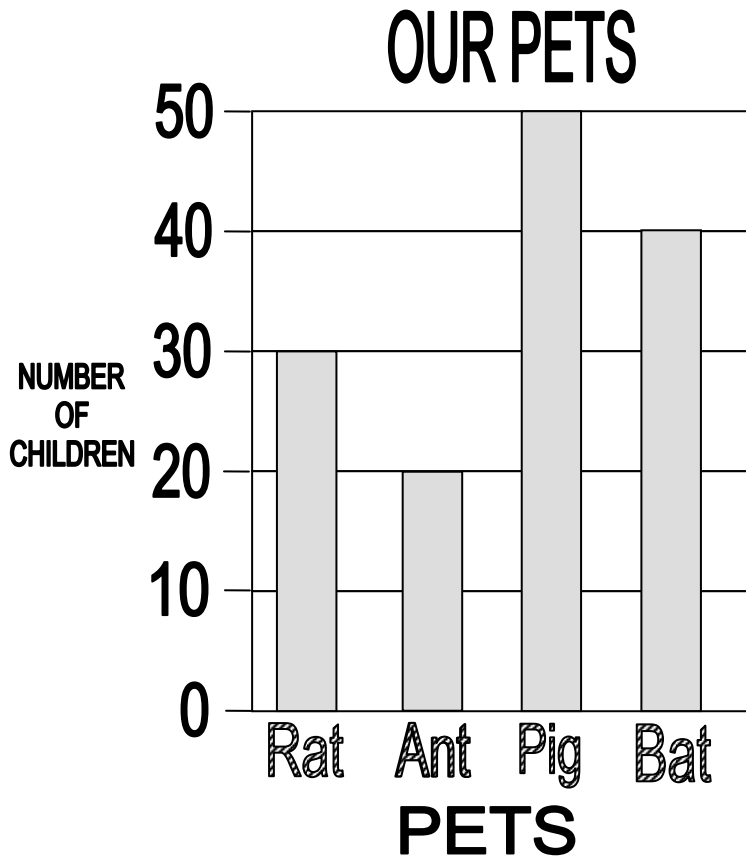 OUR PETS
50
40
30
NUMBER
OF
CHILDREN
20
10
0
Rat Ant Pig Bat
PETS